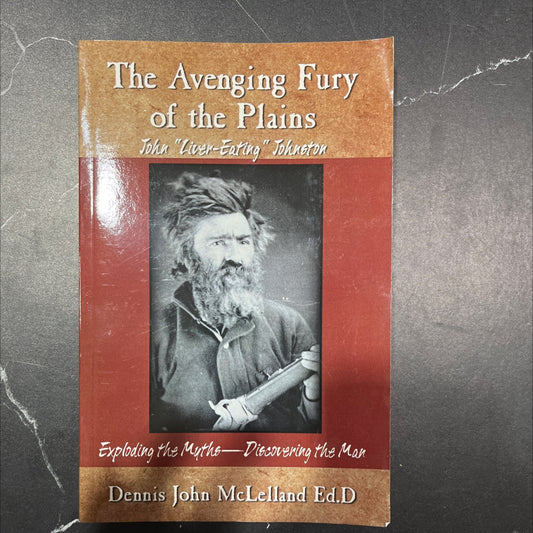 The Avenging Fury
of the Plains
John "Liver-Eating" Johnston
Exploding the Myths—Discovering the Man
Dennis John McLelland Ed.D